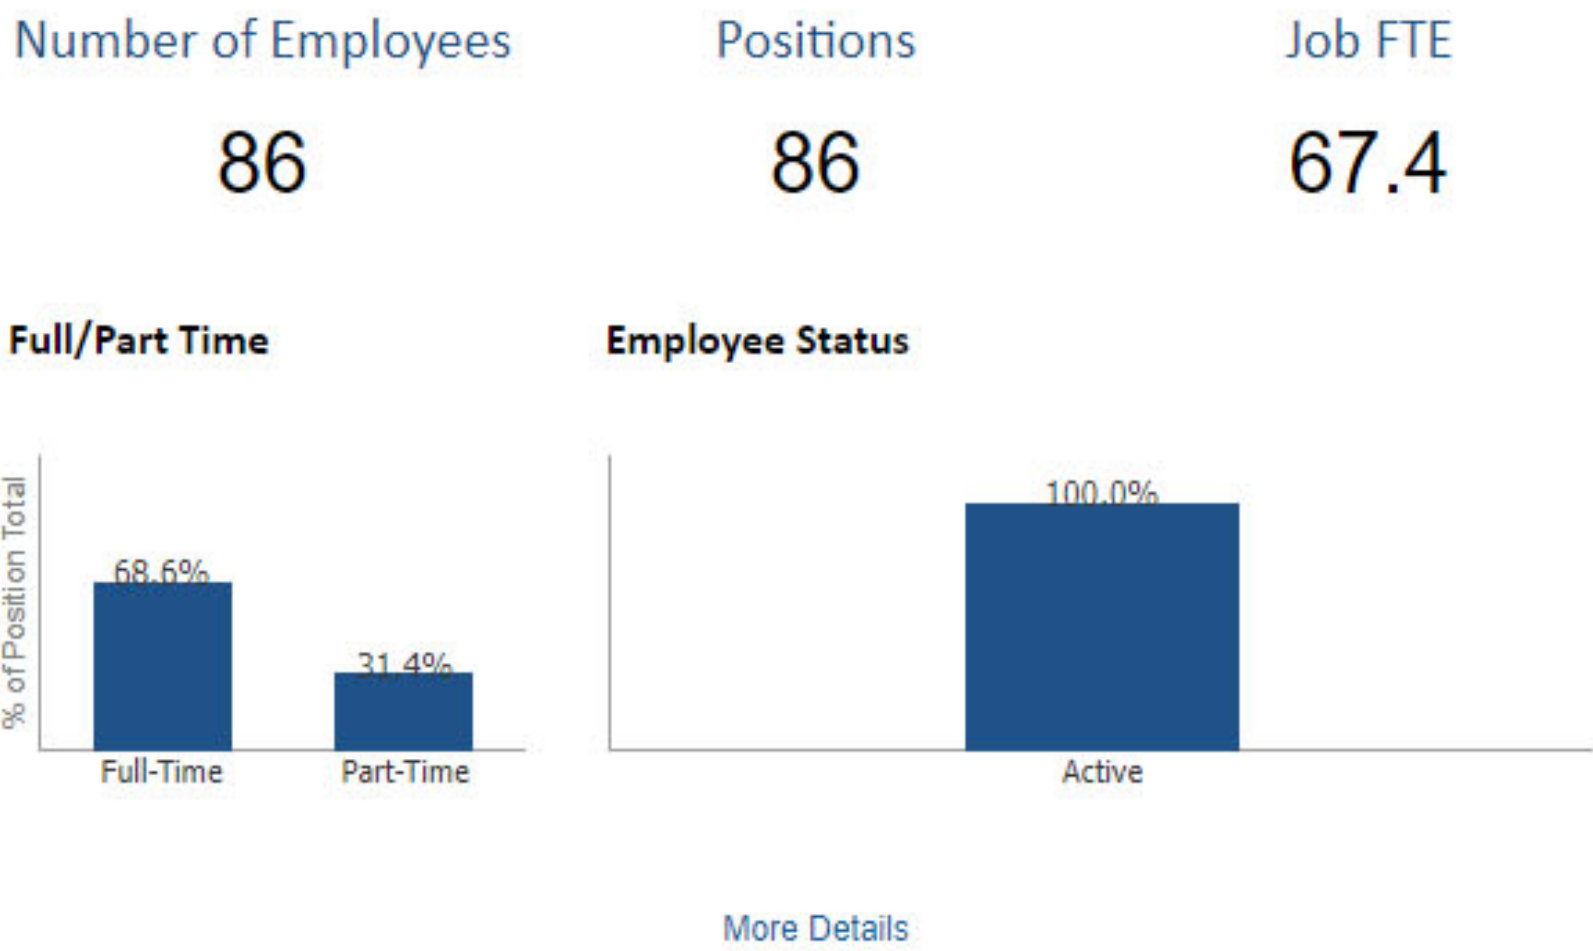 Number of Employees
Positions
Job FTE
86
86
67.4
Full/Part Time
Employee Status
% of Position Total
68.6%
31.4%
100.0%
Full-Time
Part-Time
Active
More Details